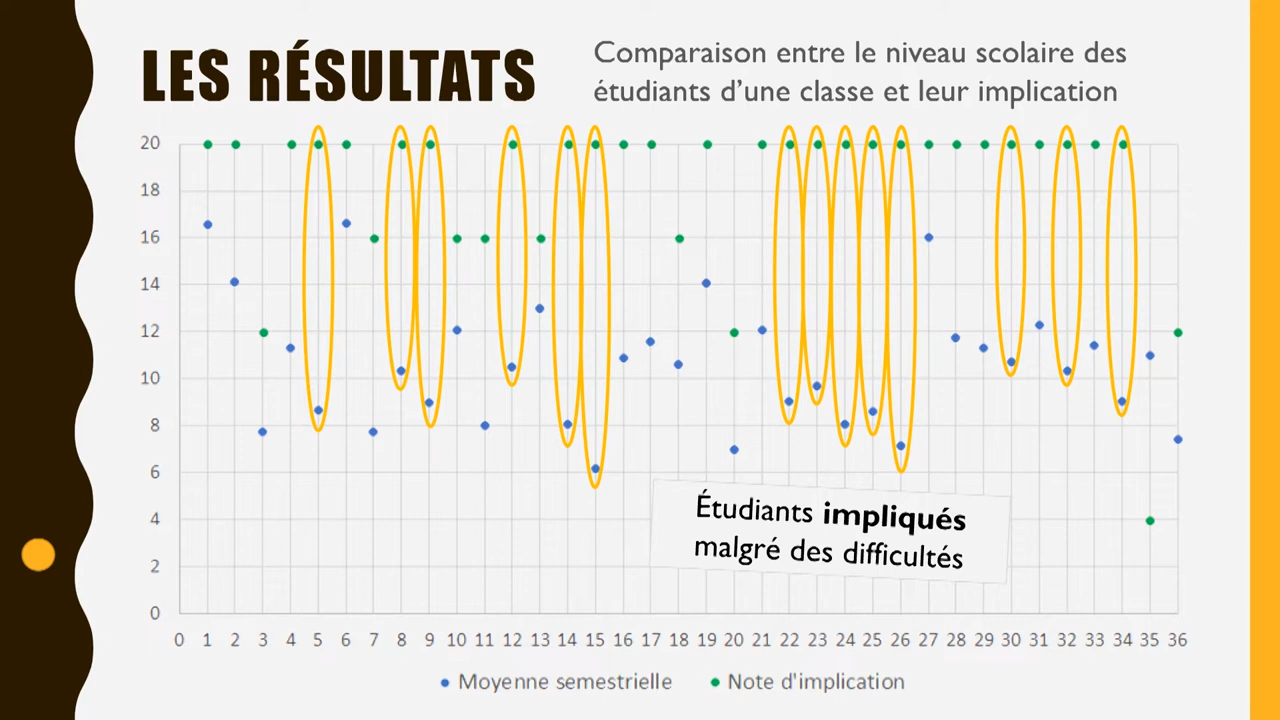 LES RÉSULTATS
Comparaison entre le niveau scolaire des
étudiants d’une classe et leur implication
20
18
16
14
12
10
8
6
4
2
0
Étudiants impliqués
malgré des difficultés
0 1 2 3 4 5 6 7 8 9 10 11 12 13 14 15 16 17 18 19 20 21 22 23 24 25 26 27 28 29 30 31 32 33 34 35 36
Moyenne semestrielle Note d'implication